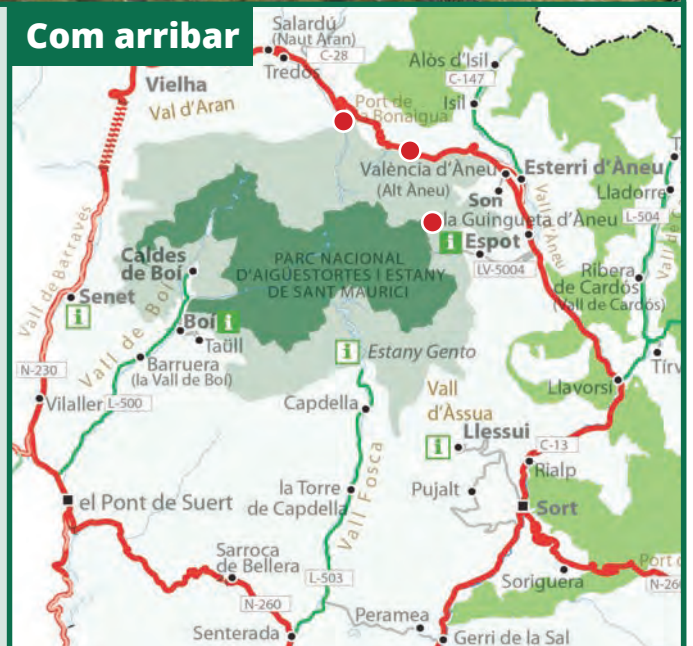 Com arribar
Salardú
(Naut Aran)
C-28
Tredòs
Alòs d'Isil
C-147
Isil
Vielha
Val d'Aran
Port de
la Bonaigua
València d'Àneu
(Alt Àneu)
Esterri d'Àneu
Son
Vall d'Àneu
Lladorre
L-504
la Guingueta d'Àneu
i Espot
LV-5004
PARC NACIONAL
D'AIGÜESTORTES I ESTANY
DE SANT MAURICI
Caldes
de Boí
Vall de Barravés
Senet
i
Vall de Boí
Boí i
Taüll
Barruera
(la Vall de Boí)
Ribera
de Cardós
(Vall de Cardós)
i Estany Gento
N-230
Vilaller
L-500
Capdella
Vall
d'Àssua
Llavorsí
Tírv
i
Llessui
C-13
Rialp
Pujalt
Sort
el Pont de Suert
la Torre
de Capdella
Vall Fosca
Sarroca
de Bellera
L-503
Soriguera
Port d
N-26
N-260
Peramea
Senterada
Gerri de la Sal